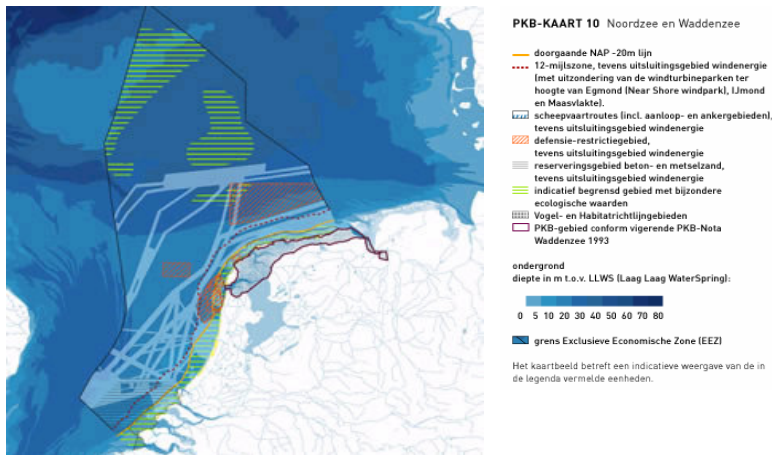 PKB-KAART 10 Noordzee en Waddenzee
doorgaande NAP -20m lijn
12-mijlszone, tevens uitsluitingsgebied windenergie
(met uitzondering van de windturbineparken ter
hoogte van Egmond (Near Shore windpark), IJmond
en Maasvlakte).
scheepvaartroutes (incl. aanloop- en ankergebieden),
tevens uitsluitingsgebied windenergie
defensie-restrictiegebied,
tevens uitsluitingsgebied windenergie
reserveringsgebied beton- en metselzand,
tevens uitsluitingsgebied windenergie
indicatief begrensd gebied met bijzondere
ecologische waarden
Vogel- en Habitatrichtlijngebieden
PKB-gebied conform vigerende PKB-Nota
Waddenzee 1993
ondergrond
diepte in m t.o.v. LLWS (Laag Laag WaterSpring):
0 5 10 20 30 40 50 60 70 80
grens Exclusieve Economische Zone (EEZ)
Het kaartbeeld betreft een indicatieve weergave van de in
de legenda vermelde eenheden.